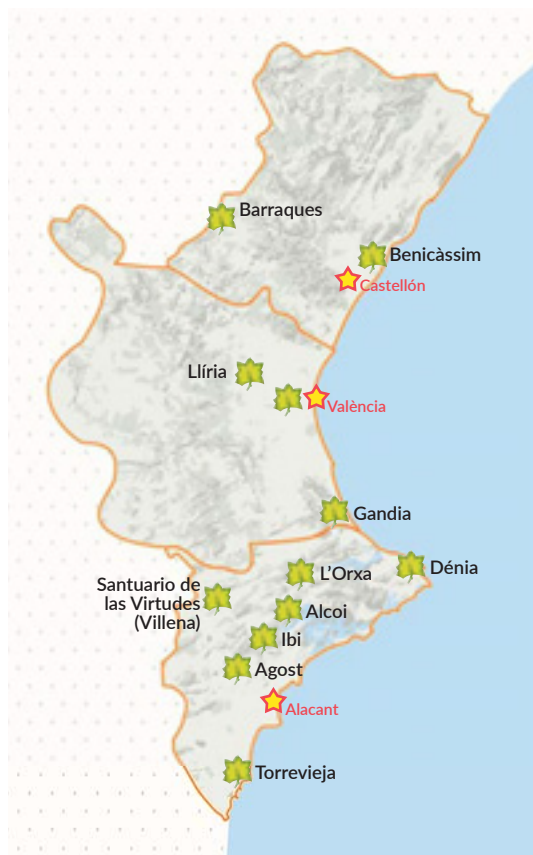 Barraques
Benicàssim
Castellón
Llíria
València
Gandia
L'Orxa
Dénia
Santuario de
las Virtudes
(Villena)
Alcoi
Ibi
Agost
Alacant
Torrevieja